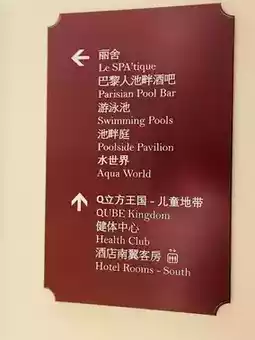 丽舍
Le SPA'tique
巴黎人池畔酒吧
Parisian Pool Bar
游泳池
Swimming Pools
池畔庭
Poolside Pavilion
水世界
Aqua World
Q立方王国 - 儿童地带
QUBE Kingdom
健体中心
Health Club
酒店南翼客房
Hotel Rooms - South